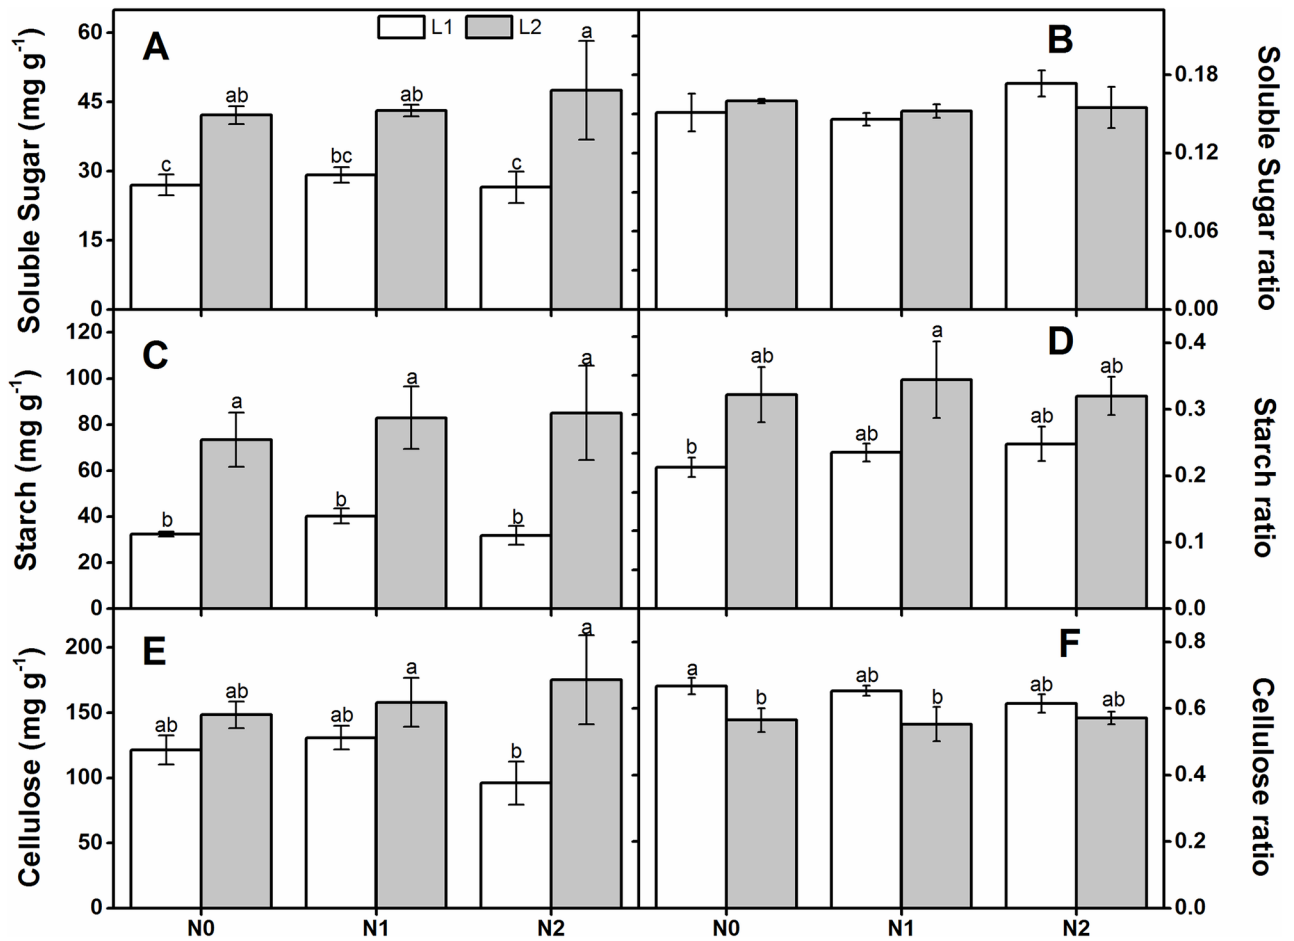 L1 L2
A
Soluble Sugar (mg g⁻¹)
60
45
30
15
0
c ab bc ab c a
B
Soluble Sugar ratio
0.18
0.12
0.06
0.00
C
Starch (mg g⁻¹)
120
100
80
60
40
20
0
b a b a b a
D
Starch ratio
0.4
0.3
0.2
0.1
0.0
b ab ab a ab ab
E
Cellulose (mg g⁻¹)
200
150
100
50
0
ab ab ab a b a
F
Cellulose ratio
0.8
0.6
0.4
0.2
0.0
a b ab b ab ab
N0 N1 N2 N0 N1 N2